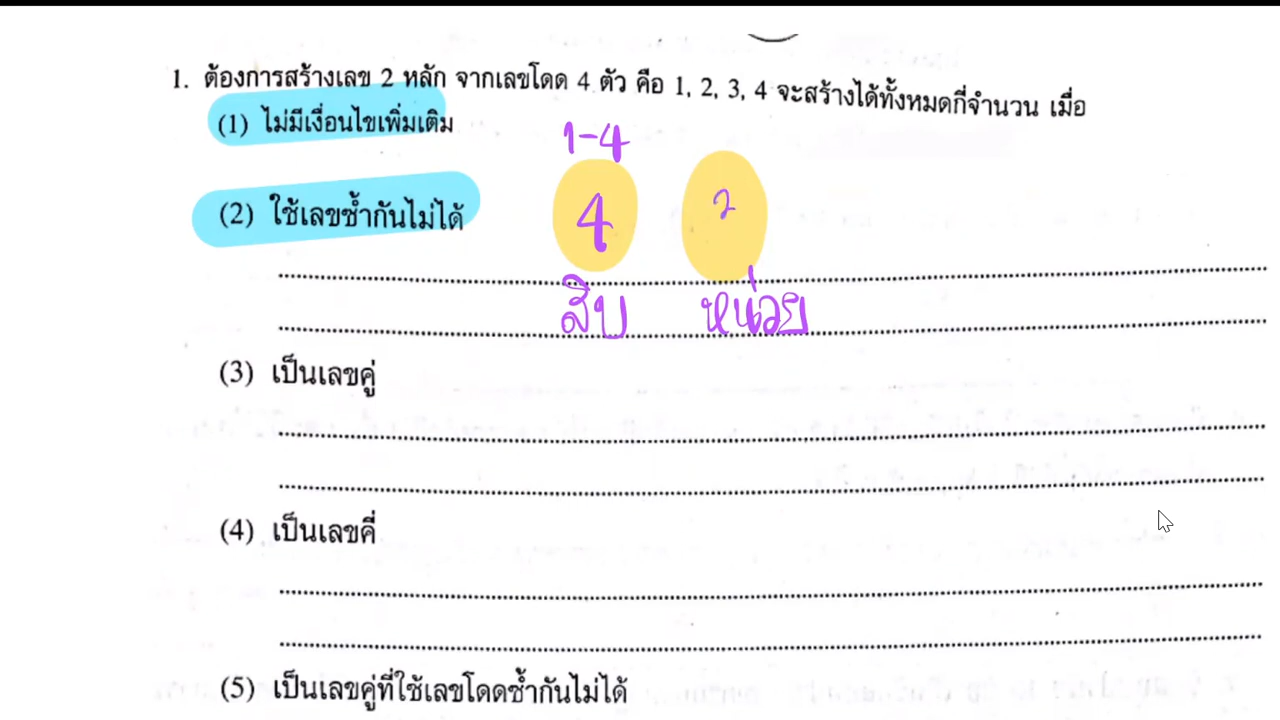 1. ต้องการสร้างเลข 2 หลัก จากเลขโดด 4 ตัว คือ 1, 2, 3, 4 จะสร้างได้ทั้งหมดกี่จำนวน เมื่อ
(1) ไม่มีเงื่อนไขเพิ่มเติม
1-4
(2) ใช้เลขซ้ำกันไม่ได้
4 2
สิบ หน่วย
(3) เป็นเลขคู่
(4) เป็นเลขคี่
(5) เป็นเลขคู่ที่ใช้เลขโดดซ้ำกันไม่ได้